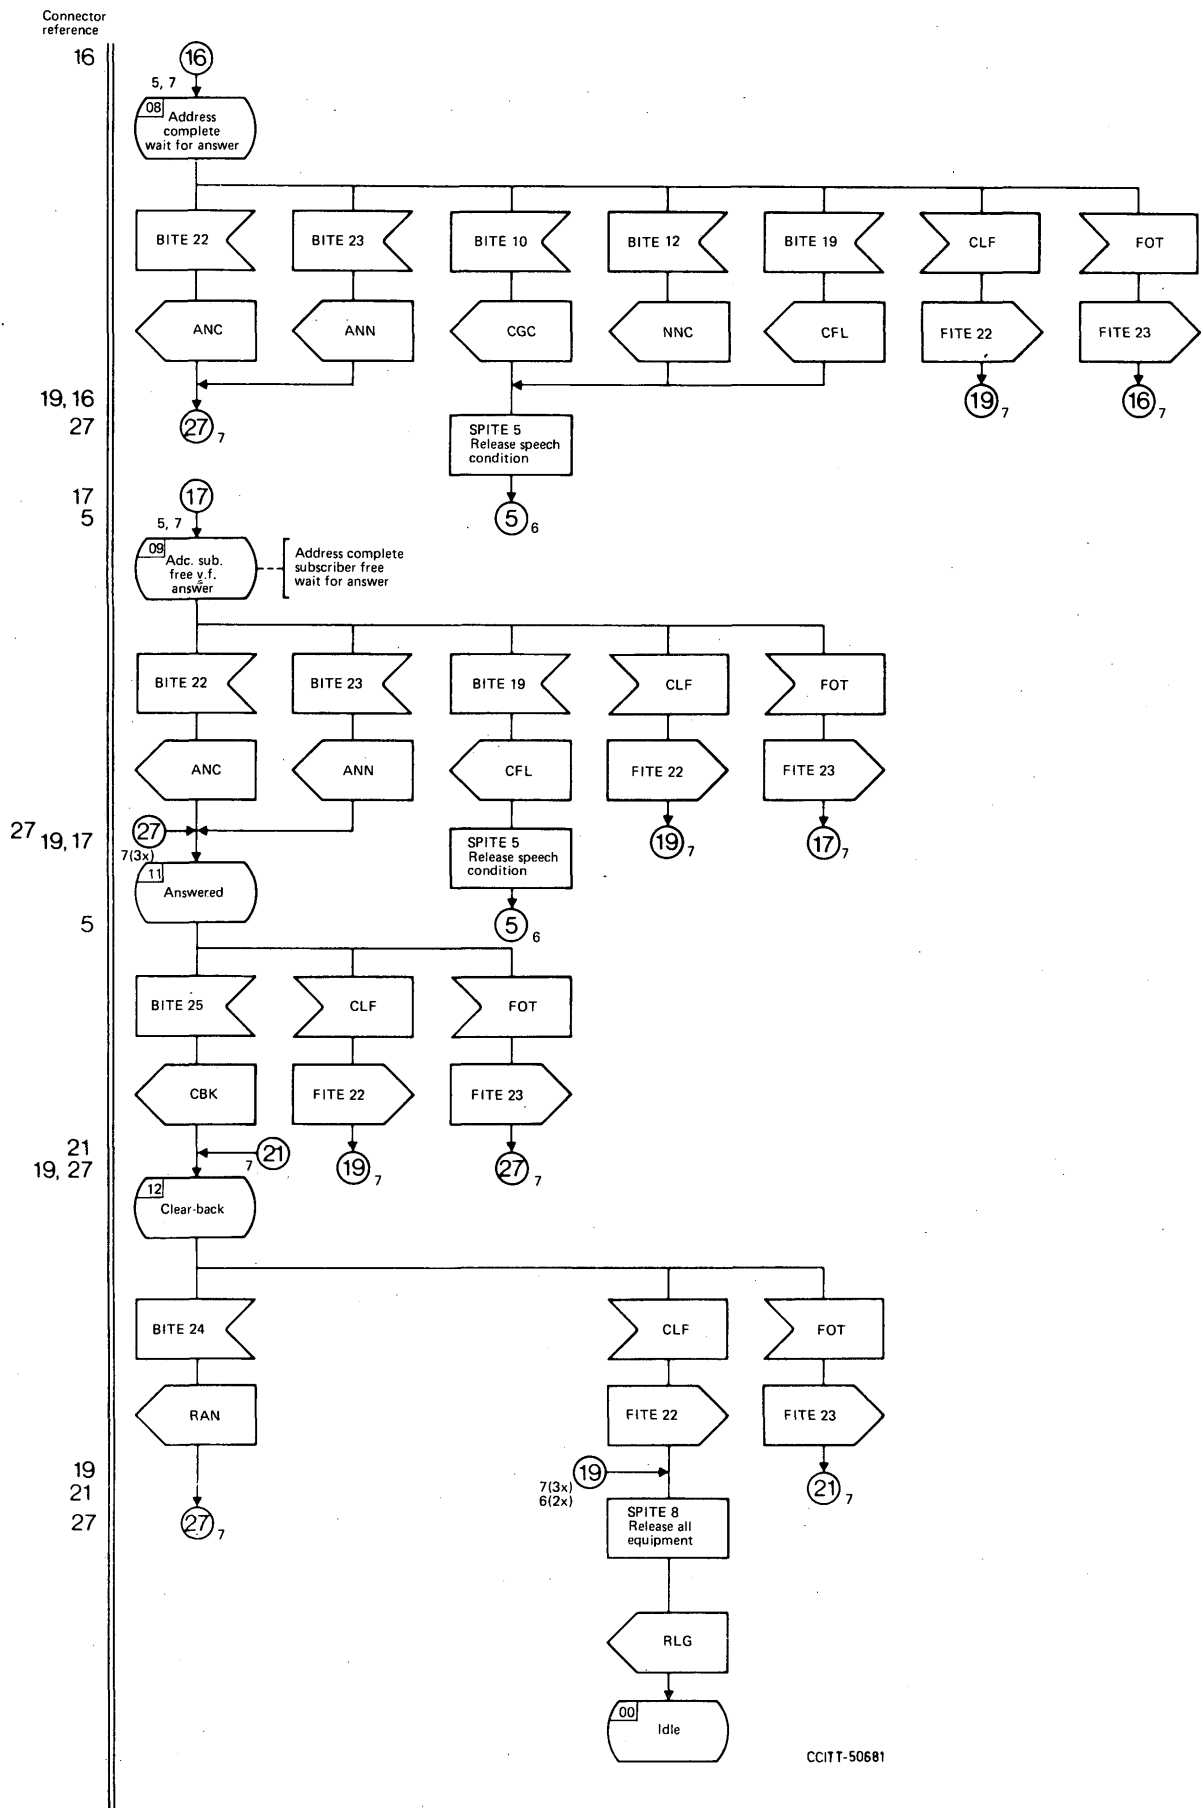 Connector
reference
16
16
5, 7
08
Address
complete
wait for answer
BITE 22
BITE 23
BITE 10
BITE 12
BITE 19
CLF
FOT
ANC
ANN
CGC
NNC
CFL
FITE 22
FITE 23
19, 16
27
27
7
SPITE 5
Release speech
condition
19
7
16
7
17
5
17
5, 7
5
6
09
Adc. sub.
free v.f.
answer
Address complete
subscriber free
wait for answer
BITE 22
BITE 23
BITE 19
CLF
FOT
ANC
ANN
CFL
FITE 22
FITE 23
27
19, 17
27
7(3x)
SPITE 5
Release speech
condition
19
7
17
7
11
Answered
5
5
6
BITE 25
CLF
FOT
CBK
FITE 22
FITE 23
21
19, 27
7
21
19
7
27
7
12
Clear-back
BITE 24
CLF
FOT
RAN
FITE 22
FITE 23
19
21
27
27
7
19
7(3x)
6(2x)
21
7
SPITE 8
Release all
equipment
RLG
00
Idle
CCITT-50681